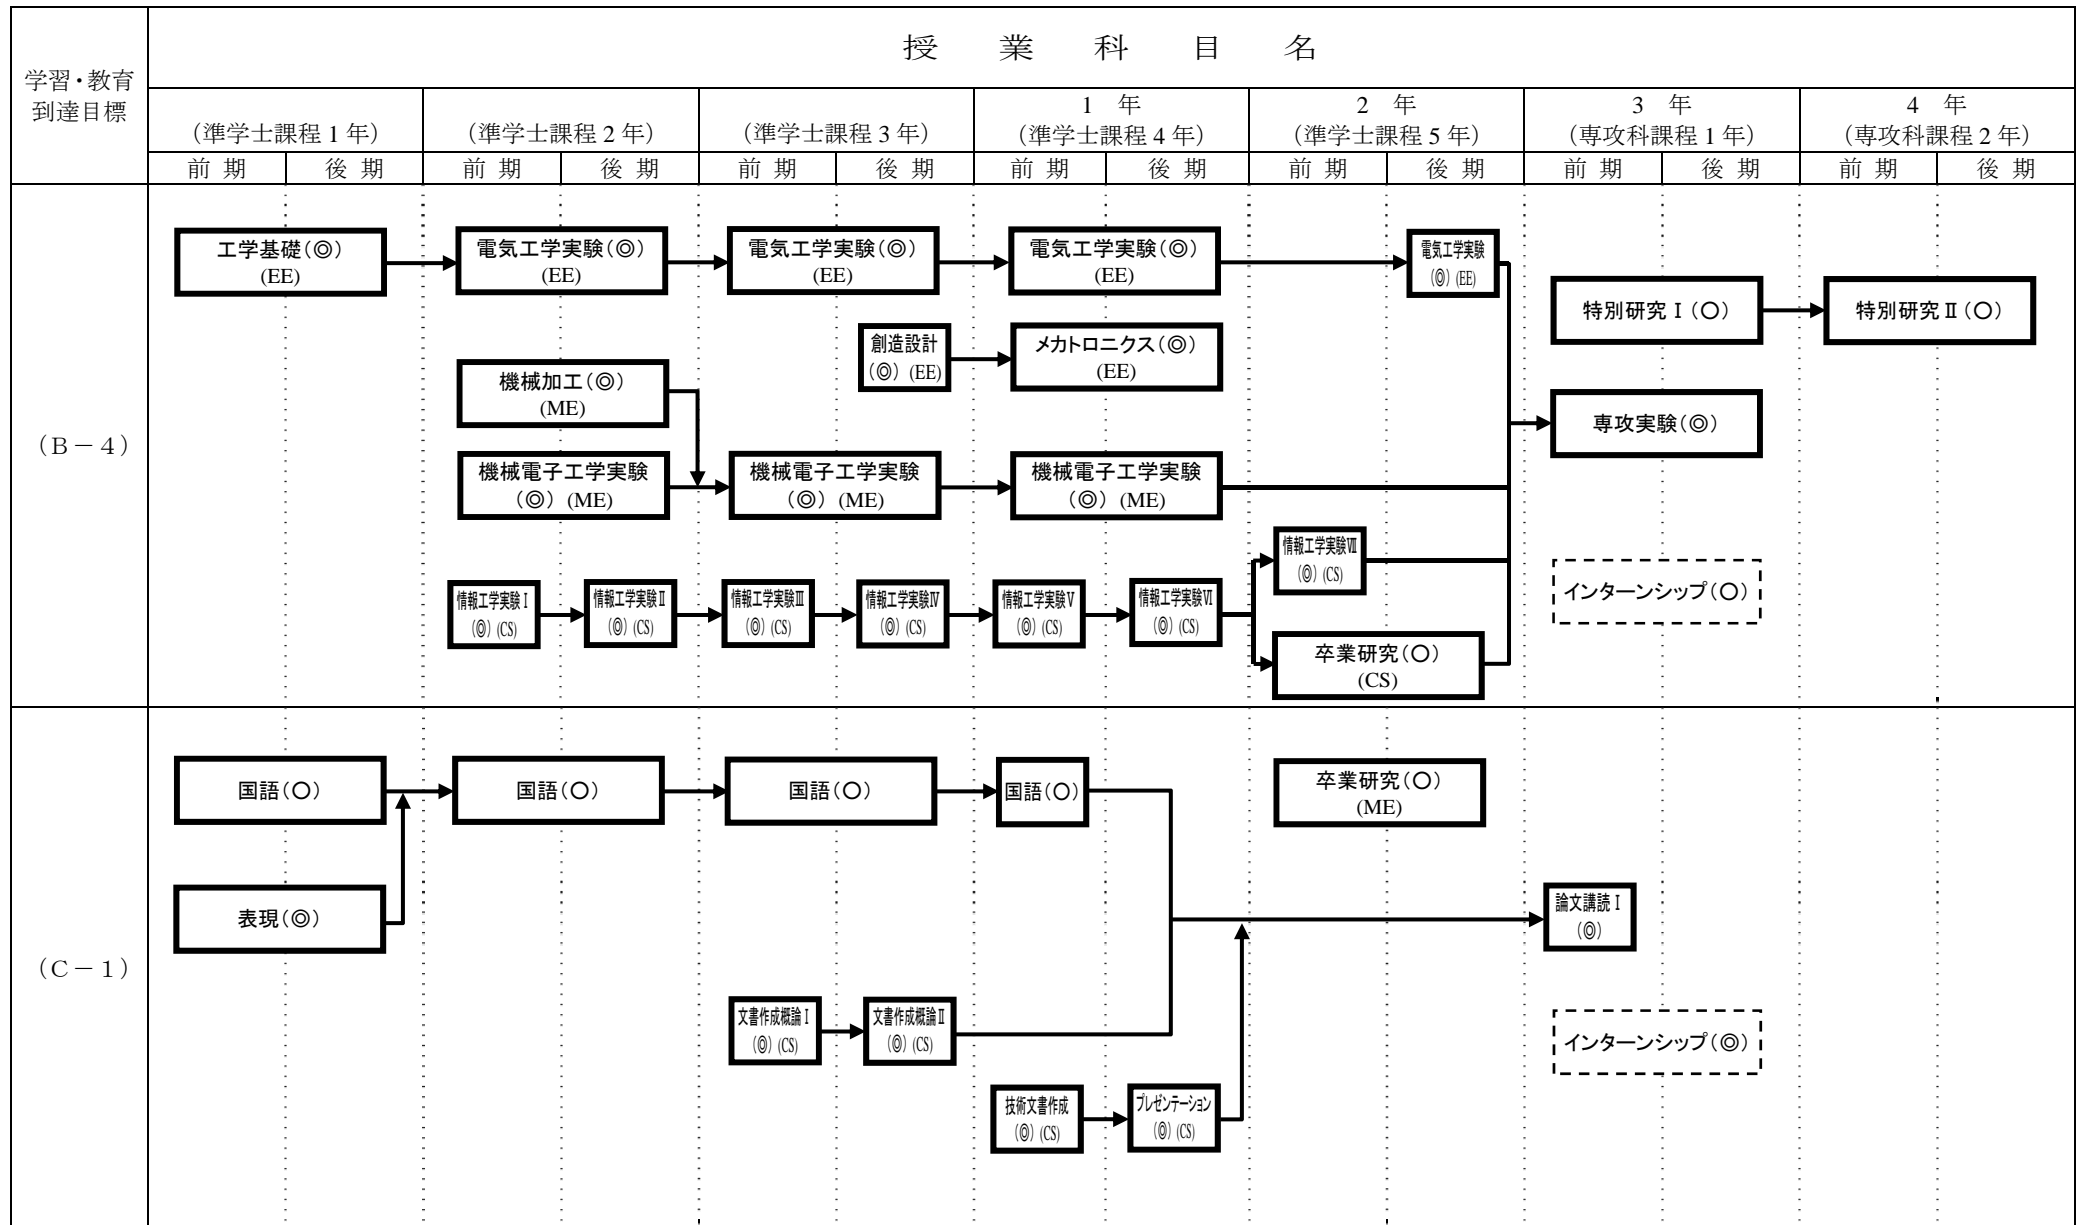 学習・教育
到達目標
授　業　科　目　名
(準学士課程 1 年)
(準学士課程 2 年)
(準学士課程 3 年)
1　年
(準学士課程 4 年)
2　年
(準学士課程 5 年)
3　年
(専攻科課程 1 年)
4　年
(専攻科課程 2 年)
前 期
後 期
前 期
後 期
前 期
後 期
前 期
後 期
前 期
後 期
前 期
後 期
前 期
後 期
(B－4)
工学基礎(◎)
(EE)
電気工学実験(◎)
(EE)
電気工学実験(◎)
(EE)
電気工学実験(◎)
(EE)
電気工学実験
(◎) (EE)
特別研究Ⅰ(○)
特別研究Ⅱ(○)
創造設計
(◎) (EE)
メカトロニクス(◎)
(EE)
機械加工(◎)
(ME)
専攻実験(◎)
機械電子工学実験
(◎) (ME)
機械電子工学実験
(◎) (ME)
機械電子工学実験
(◎) (ME)
情報工学実験Ⅶ
(◎) (CS)
情報工学実験Ⅰ
(◎) (CS)
情報工学実験Ⅱ
(◎) (CS)
情報工学実験Ⅲ
(◎) (CS)
情報工学実験Ⅳ
(◎) (CS)
情報工学実験Ⅴ
(◎) (CS)
情報工学実験Ⅵ
(◎) (CS)
インターンシップ(○)
卒業研究(○)
(CS)
(C－1)
国語(○)
国語(○)
国語(○)
国語(○)
卒業研究(○)
(ME)
表現(◎)
論文講読Ⅰ
(◎)
文書作成概論Ⅰ
(◎) (CS)
文書作成概論Ⅱ
(◎) (CS)
インターンシップ(◎)
技術文書作成
(◎) (CS)
プレゼンテーション
(◎) (CS)